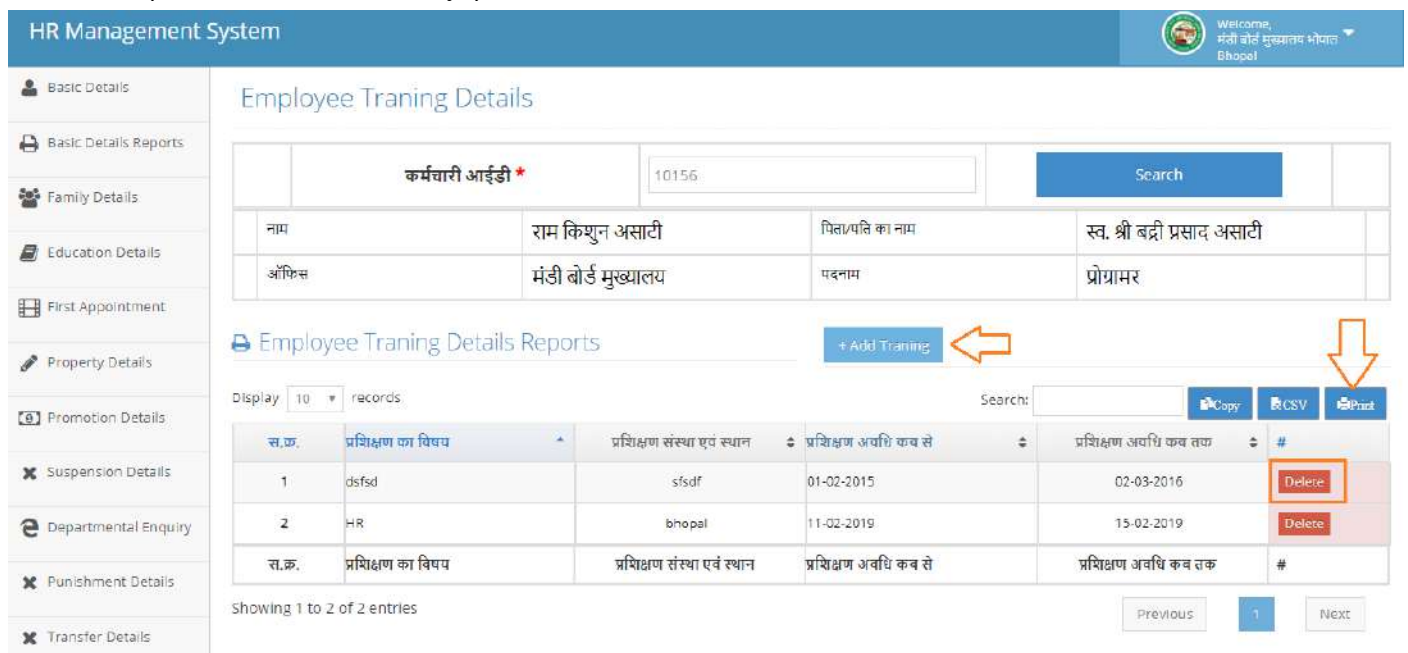 HR Management System
Welcome,
मंडी बोर्ड मुख्यालय भोपाल
Bhopal
Basic Details
Basic Details Reports
Family Details
Education Details
First Appointment
Property Details
Promotion Details
Suspension Details
Departmental Enquiry
Punishment Details
Transfer Details
Employee Traning Details
कर्मचारी आईडी * 10156 Search
नाम राम किशुन असाटी पिता/पति का नाम स्व. श्री बद्री प्रसाद असाटी
ऑफिस मंडी बोर्ड मुख्यालय पदनाम प्रोग्रामर
Employee Traning Details Reports + Add Traning
Display 10 records Search: Copy CSV Print
स.क्र. प्रशिक्षण का विषय प्रशिक्षण संस्था एवं स्थान प्रशिक्षण अवधि कब से प्रशिक्षण अवधि कब तक #
1 dsfsd sfsdf 01-02-2015 02-03-2016 Delete
2 HR bhopal 11-02-2019 15-02-2019 Delete
स.क्र. प्रशिक्षण का विषय प्रशिक्षण संस्था एवं स्थान प्रशिक्षण अवधि कब से प्रशिक्षण अवधि कब तक #
Showing 1 to 2 of 2 entries Previous 1 Next